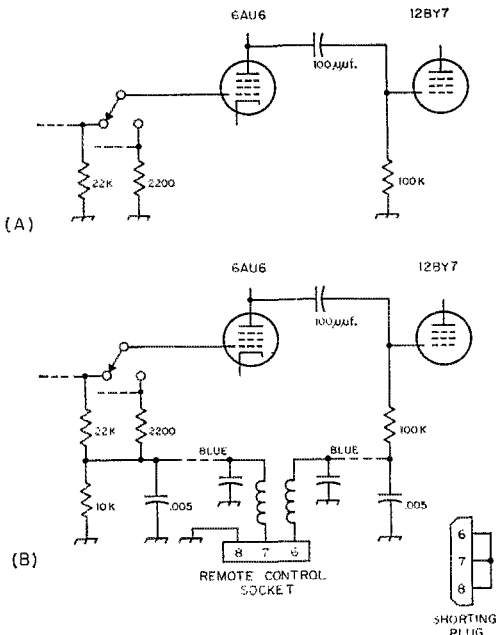 6AU6
12BY7
100μμf.
22K
2200
100K
(A)
6AU6
12BY7
100μμf.
22K
2200
100K
BLUE
BLUE
10K
.005
.005
(B)
8 7 6
REMOTE CONTROL
SOCKET
6
7
8
SHORTING
PLUG